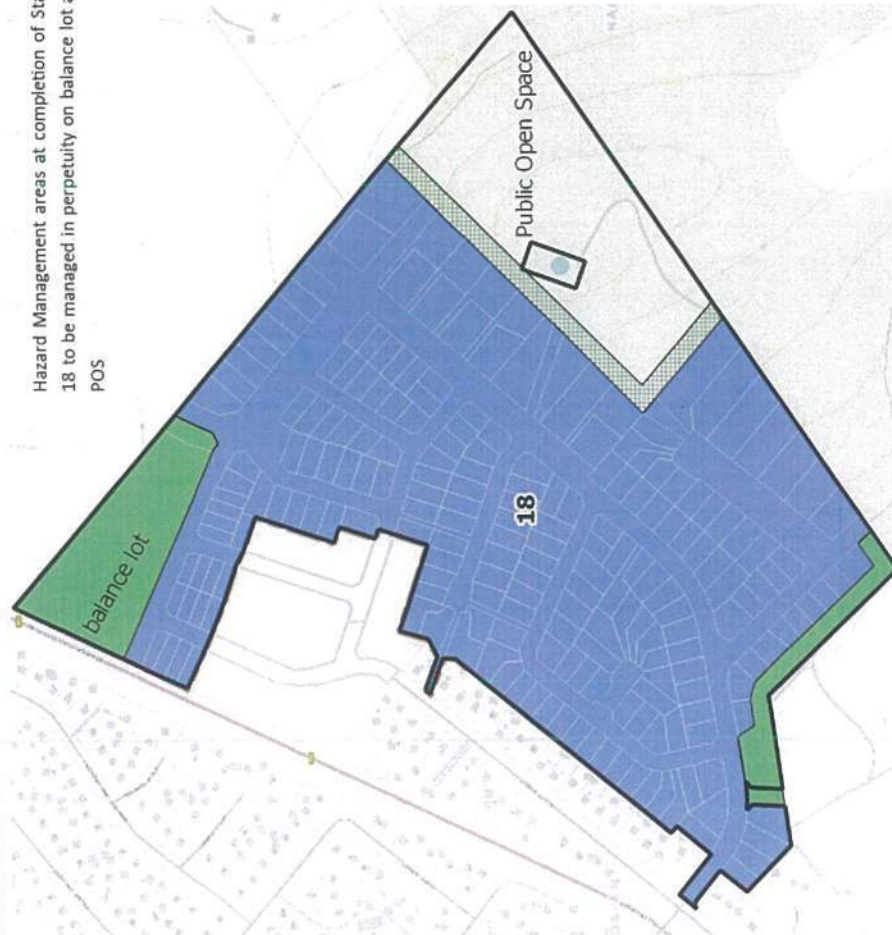 Hazard Management areas at completion of Sta
18 to be managed in perpetuity on balance lot a
POS
balance lot
Public Open Space
18